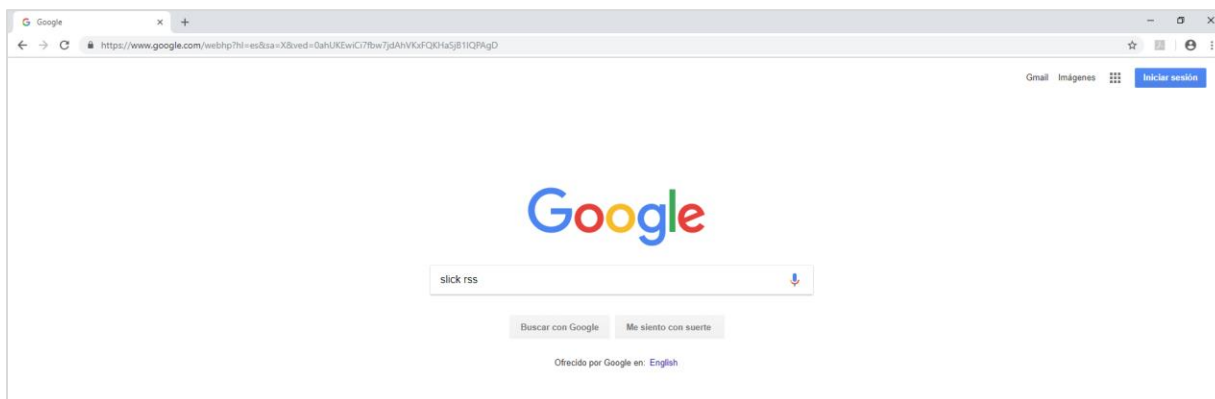 Google
https://www.google.com/webhp?hl=es&sa=X&ved=0ahUKEwiCi7fbw7jdAhVKxFQKHaSjB1IQPAgD
Gmail Imágenes Iniciar sesión
Google
slick rss
Buscar con Google Me siento con suerte
Ofrecido por Google en: English